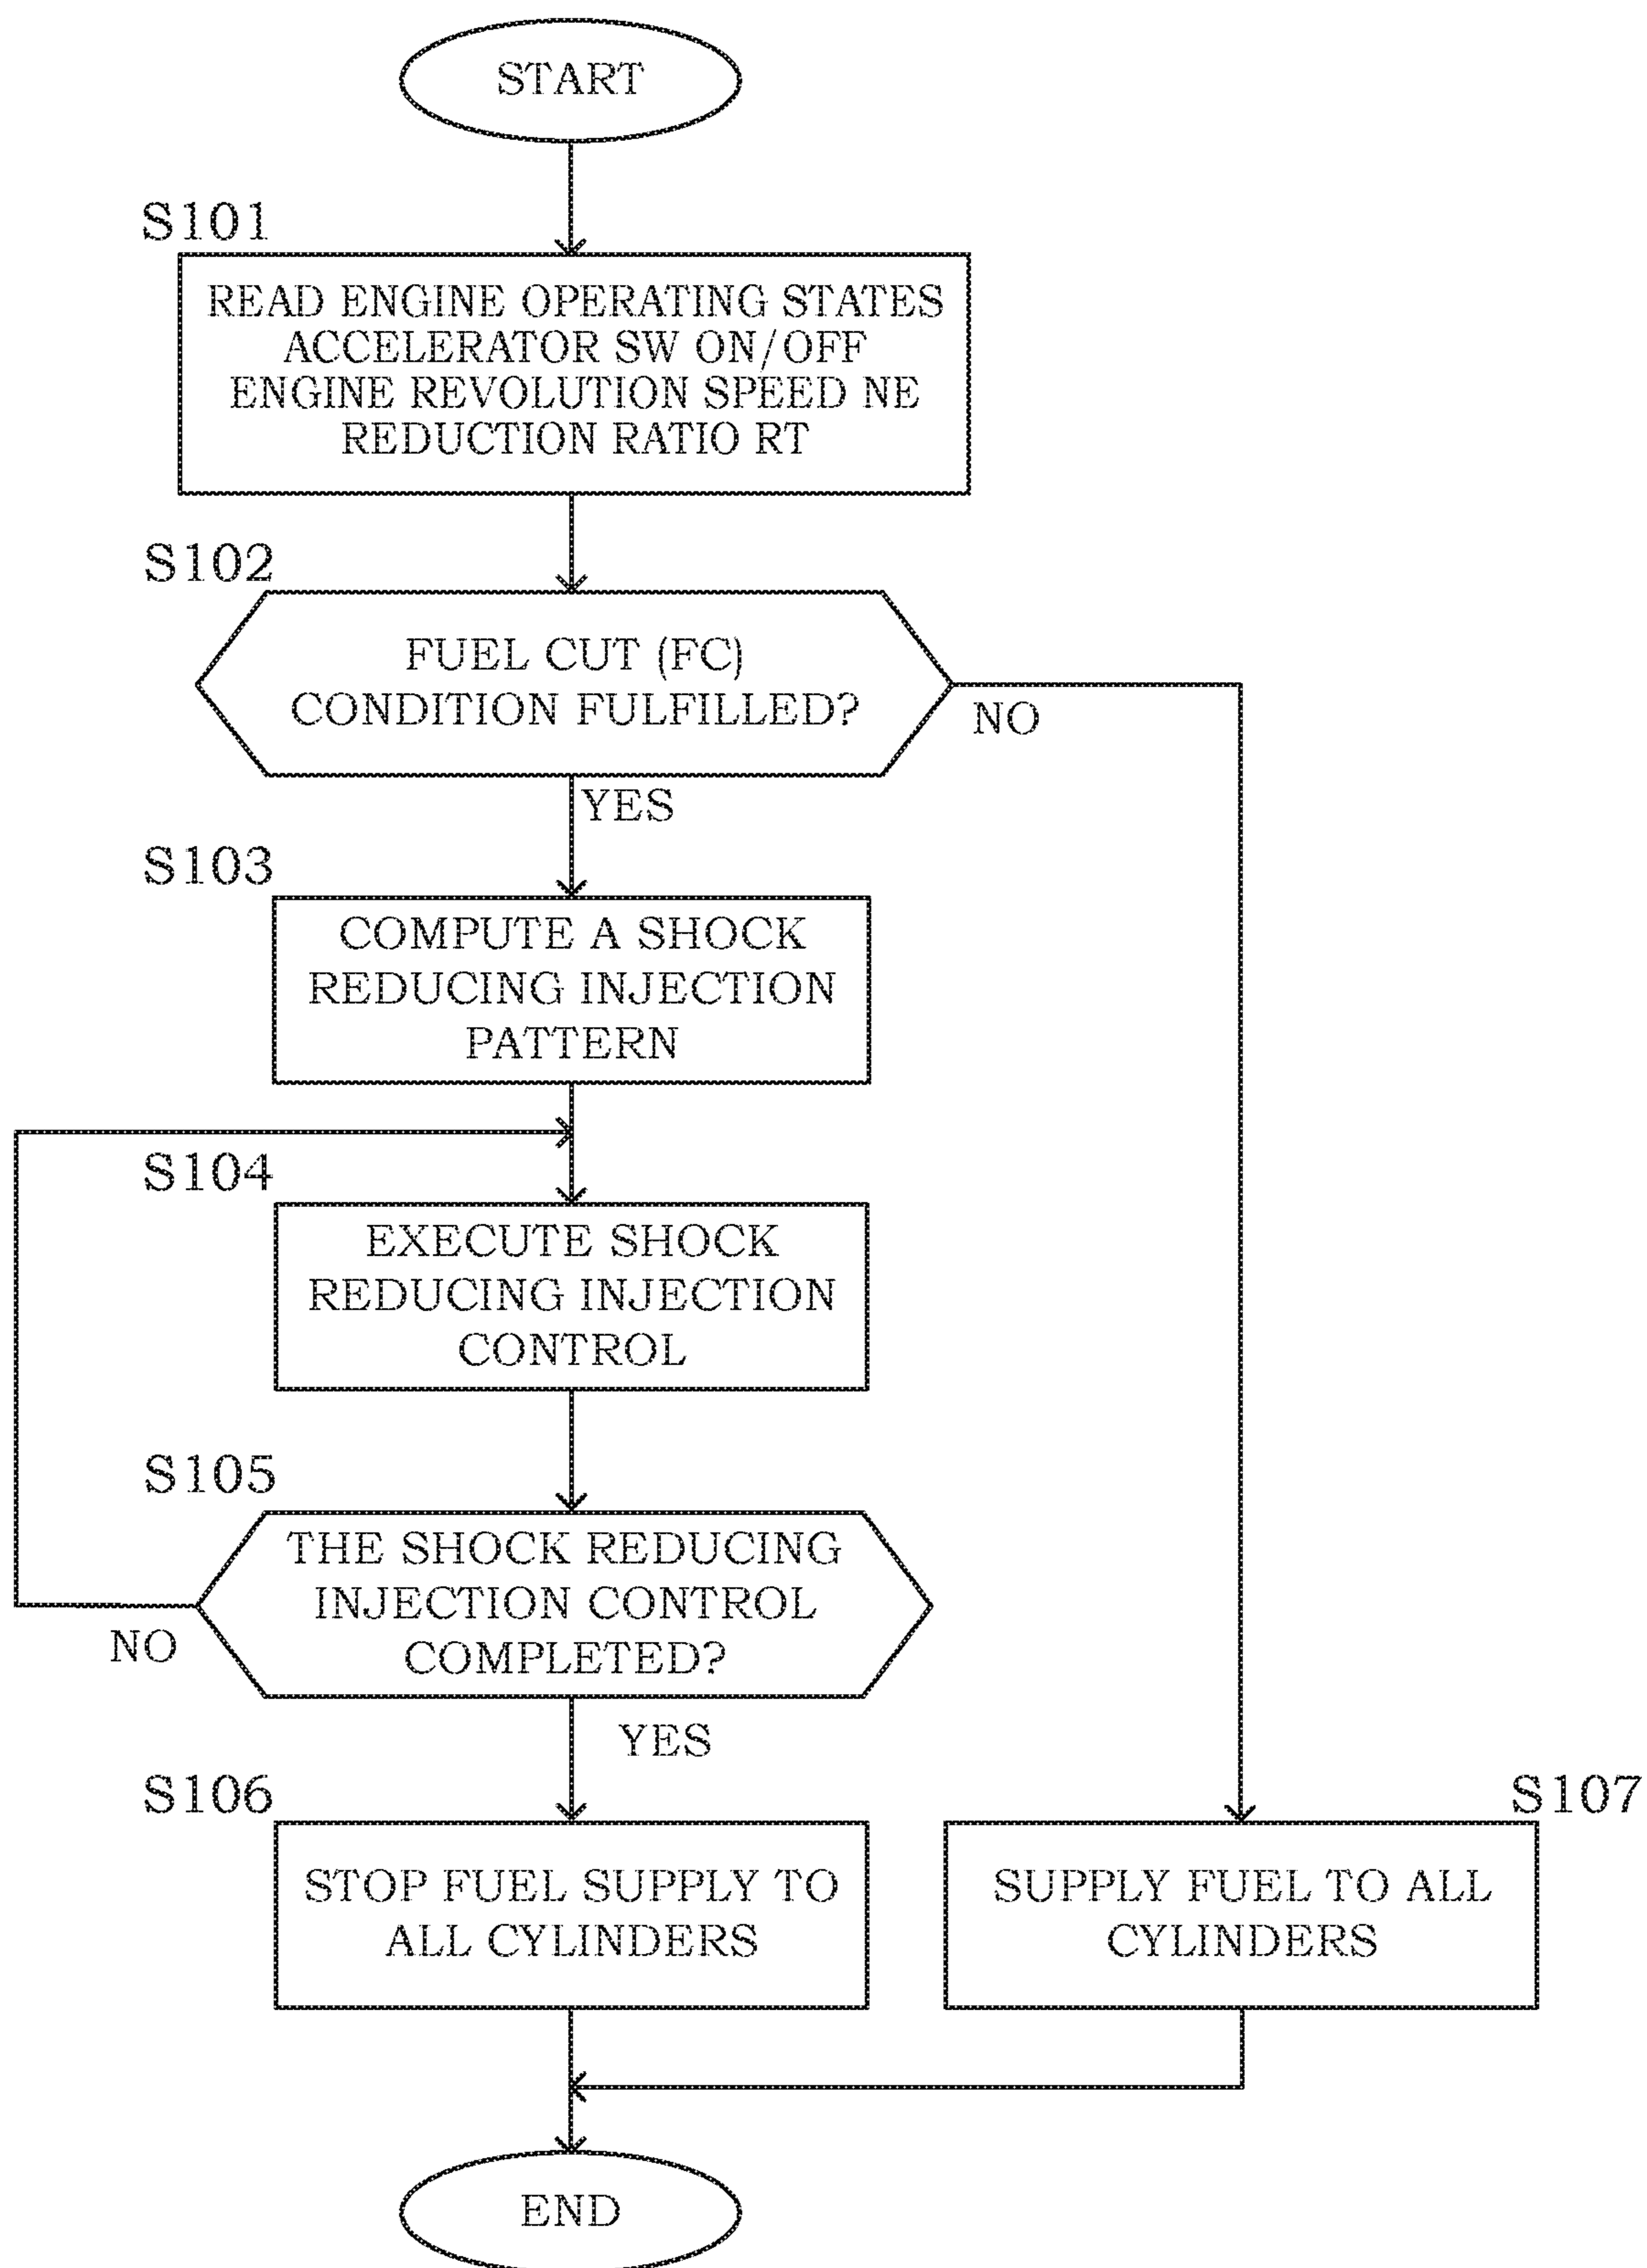 START
S101
READ ENGINE OPERATING STATES
ACCELERATOR SW ON/OFF
ENGINE REVOLUTION SPEED NE
REDUCTION RATIO RT
S102
FUEL CUT (FC)
CONDITION FULFILLED?
NO
YES
S103
COMPUTE A SHOCK
REDUCING INJECTION
PATTERN
S104
EXECUTE SHOCK
REDUCING INJECTION
CONTROL
S105
THE SHOCK REDUCING
INJECTION CONTROL
COMPLETED?
NO
YES
S106
STOP FUEL SUPPLY TO
ALL CYLINDERS
S107
SUPPLY FUEL TO ALL
CYLINDERS
END